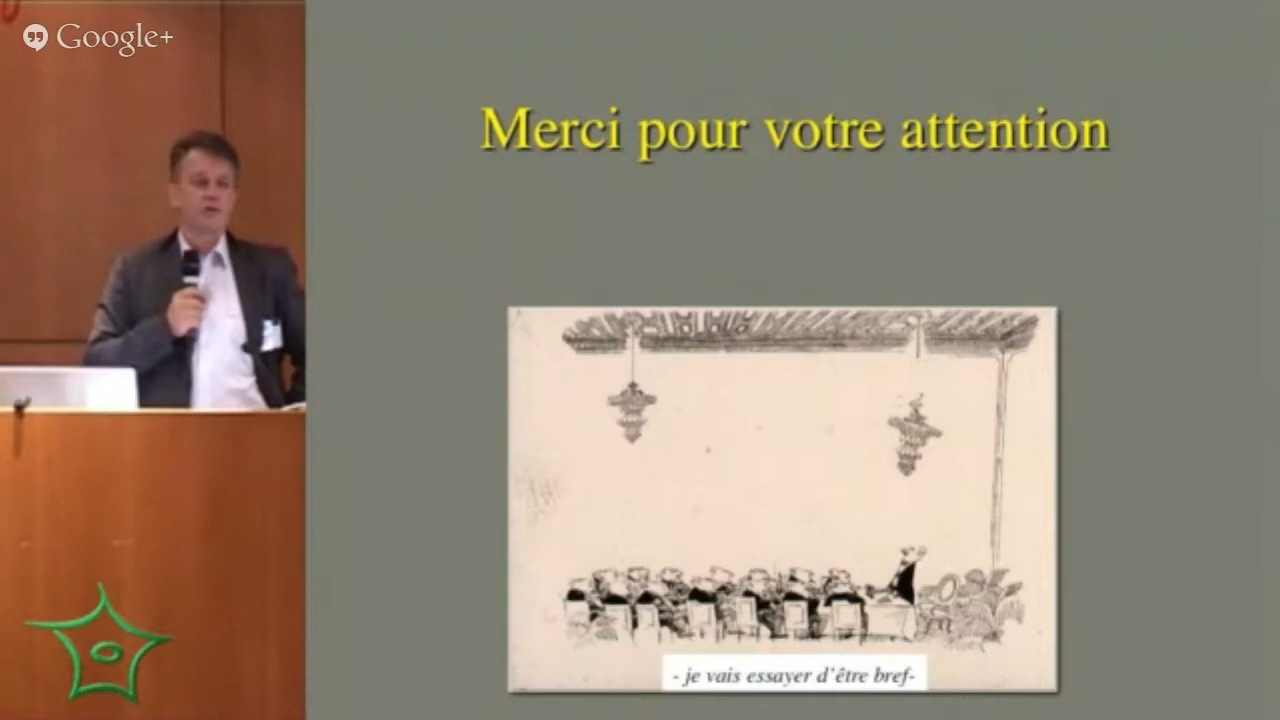 Google+
Merci pour votre attention
- je vais essayer d'être bref-